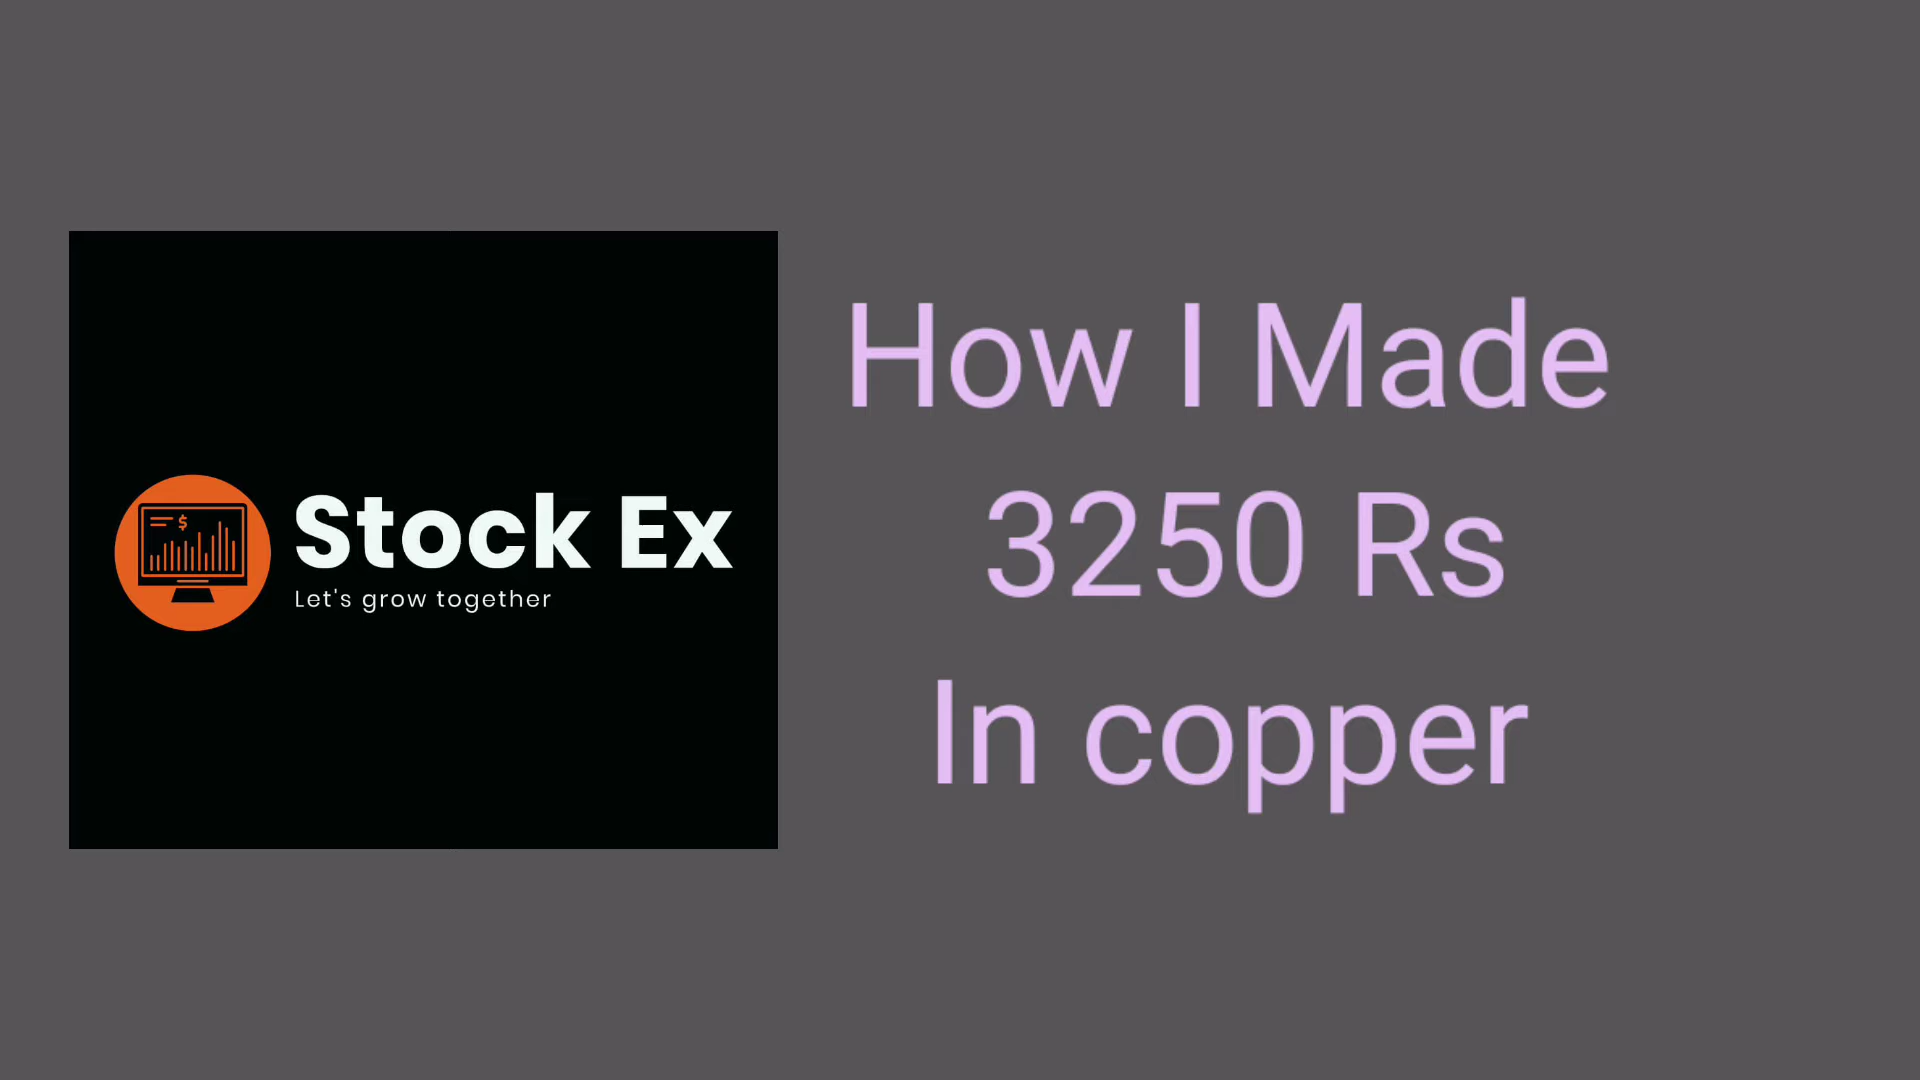 Stock Ex
Let's grow together
How I Made
3250 Rs
In copper
$